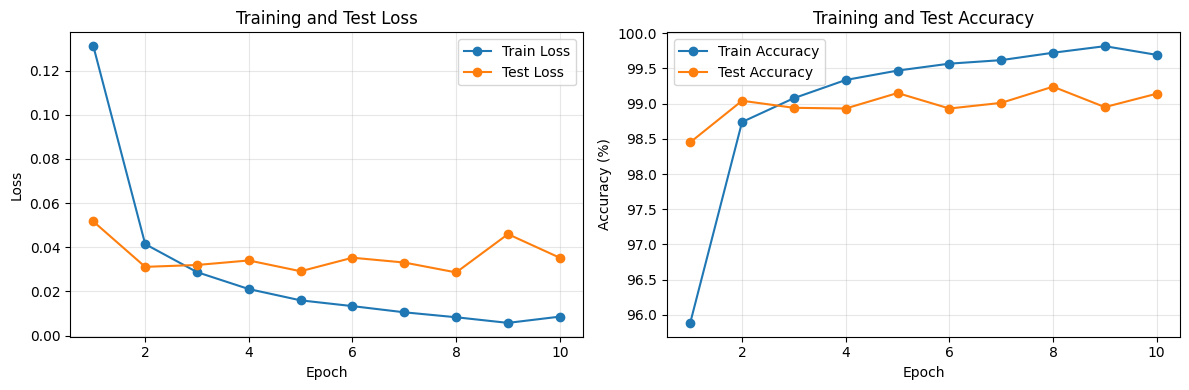 Training and Test Loss
Train Loss
Test Loss
0.12
0.10
0.08
0.06
0.04
0.02
0.00
Loss
2
4
6
8
10
Epoch
Training and Test Accuracy
Train Accuracy
Test Accuracy
100.0
99.5
99.0
98.5
98.0
97.5
97.0
96.5
96.0
Accuracy (%)
2
4
6
8
10
Epoch